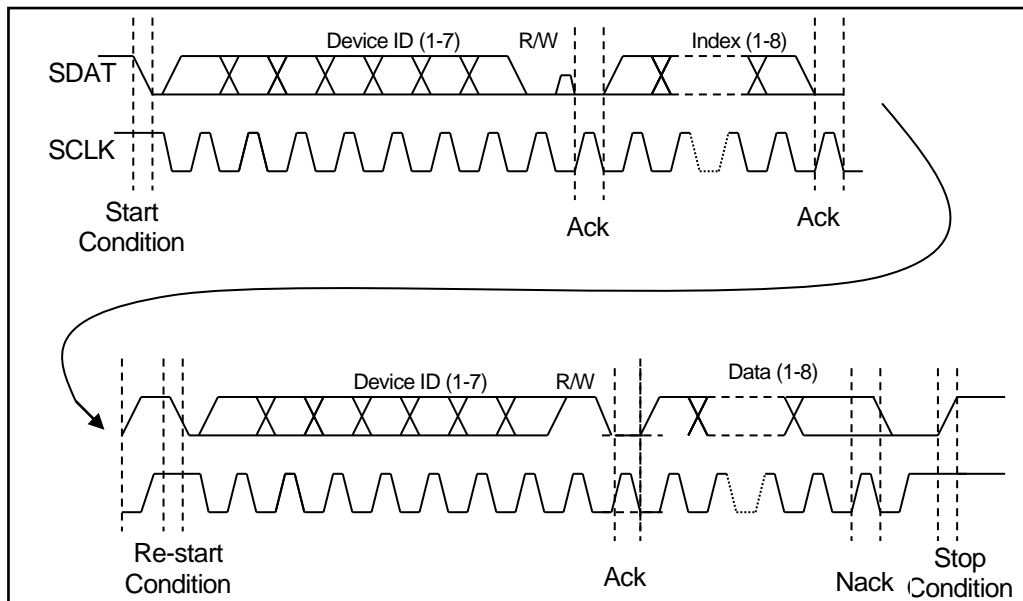 Device ID (1-7)
R/W
Index (1-8)
SDAT
SCLK
Start
Condition
Ack
Ack
Device ID (1-7)
R/W
Data (1-8)
Re-start
Condition
Ack
Nack
Stop
Condition